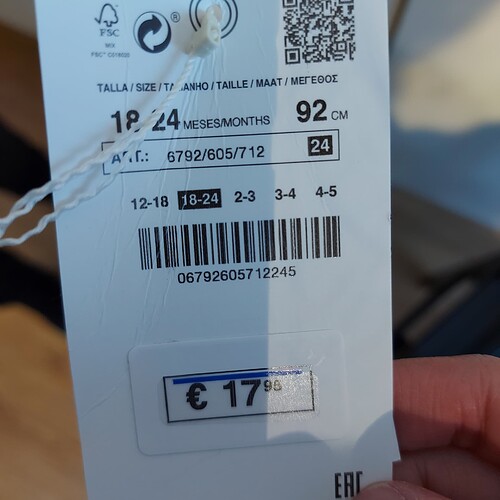 FSC
MIX
®
TALLA / SIZE / TAMANHO / TAILLE / MAAT / ΜΕΓΕΘΟΣ
18-24 MESES/MONTHS 92 CM
ART.: 6792/605/712 24
12-18 18-24 2-3 3-4 4-5
06792605712245
€ 17
EAC